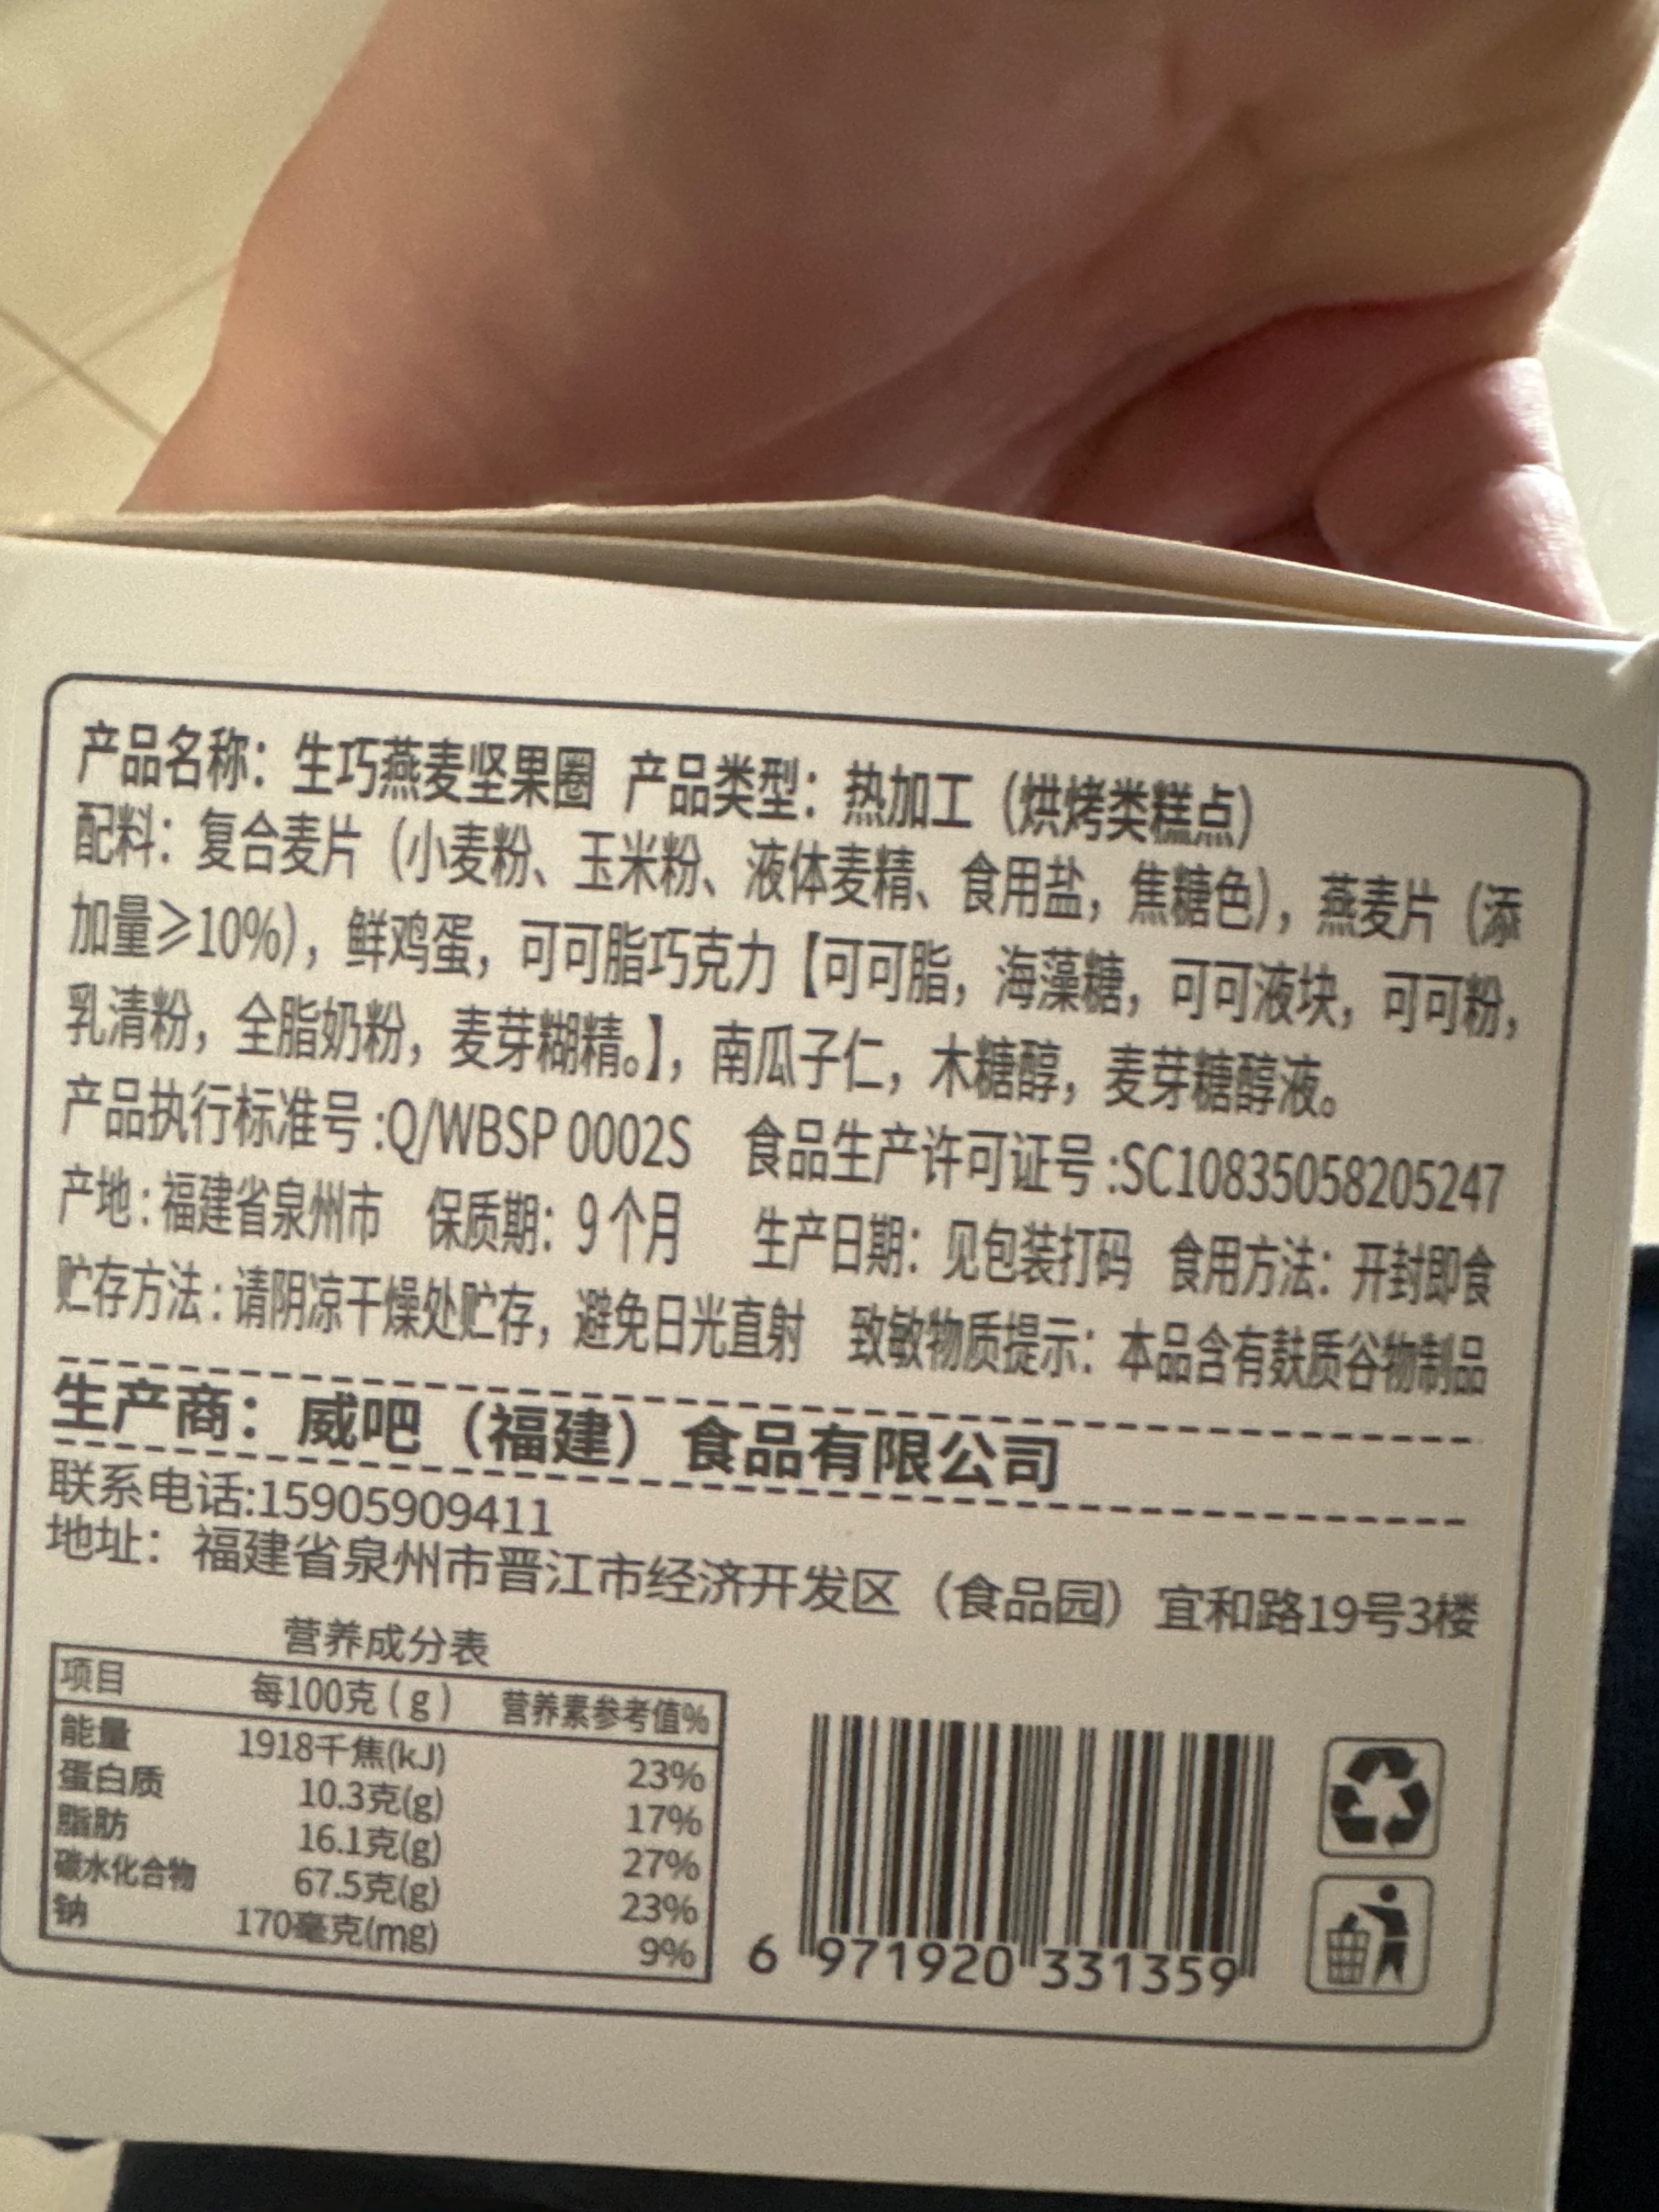 产品名称：生巧燕麦坚果圈 产品类型：热加工（烘烤类糕点）
配料：复合麦片（小麦粉、玉米粉、液体麦精、食用盐，焦糖色），燕麦片（添
加量≥10%），鲜鸡蛋，可可脂巧克力【可可脂，海藻糖，可可液块，可可粉，
乳清粉，全脂奶粉，麦芽糊精。】，南瓜子仁，木糖醇，麦芽糖醇液。
产品执行标准号:Q/WBSP 0002S 食品生产许可证号:SC10835058205247
产地:福建省泉州市 保质期：9个月 生产日期：见包装打码 食用方法：开封即食
贮存方法:请阴凉干燥处贮存，避免日光直射 致敏物质提示：本品含有麸质谷物制品
生产商：威吧（福建）食品有限公司
联系电话:15905909411
地址：福建省泉州市晋江市经济开发区（食品园）宜和路19号3楼
营养成分表
项目 每100克(g) 营养素参考值%
能量 1918千焦(kJ) 23%
蛋白质 10.3克(g) 17%
脂肪 16.1克(g) 27%
碳水化合物 67.5克(g) 23%
钠 170毫克(mg) 9%
6 971920 331359